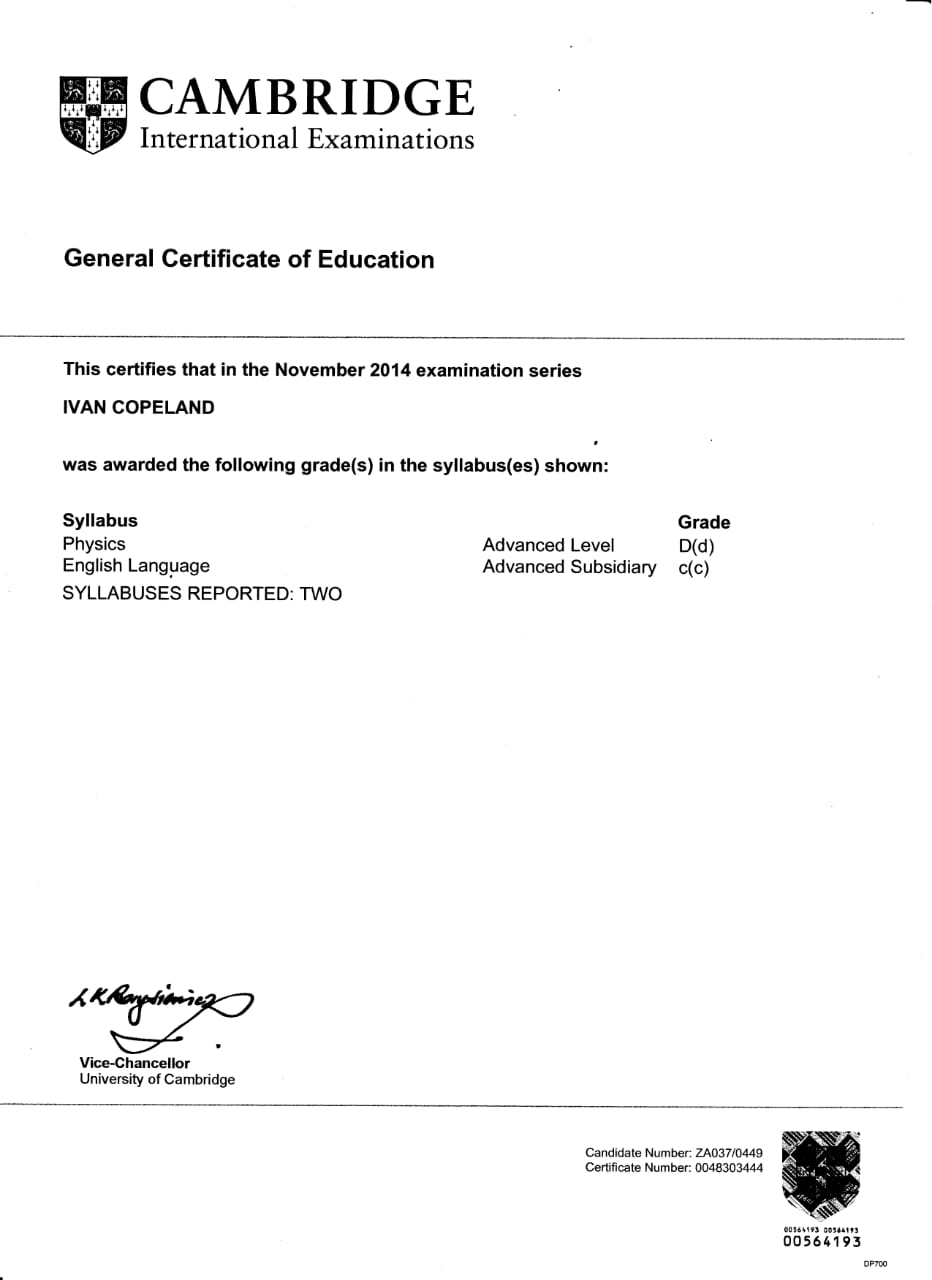 CAMBRIDGE
International Examinations
General Certificate of Education
This certifies that in the November 2014 examination series
IVAN COPELAND
was awarded the following grade(s) in the syllabus(es) shown:
Syllabus Grade
Physics Advanced Level D(d)
English Language Advanced Subsidiary c(c)
SYLLABUSES REPORTED: TWO
Vice-Chancellor
University of Cambridge
Candidate Number: ZA037/0449
Certificate Number: 0048303444
00564193 00564193
00564193
DP700